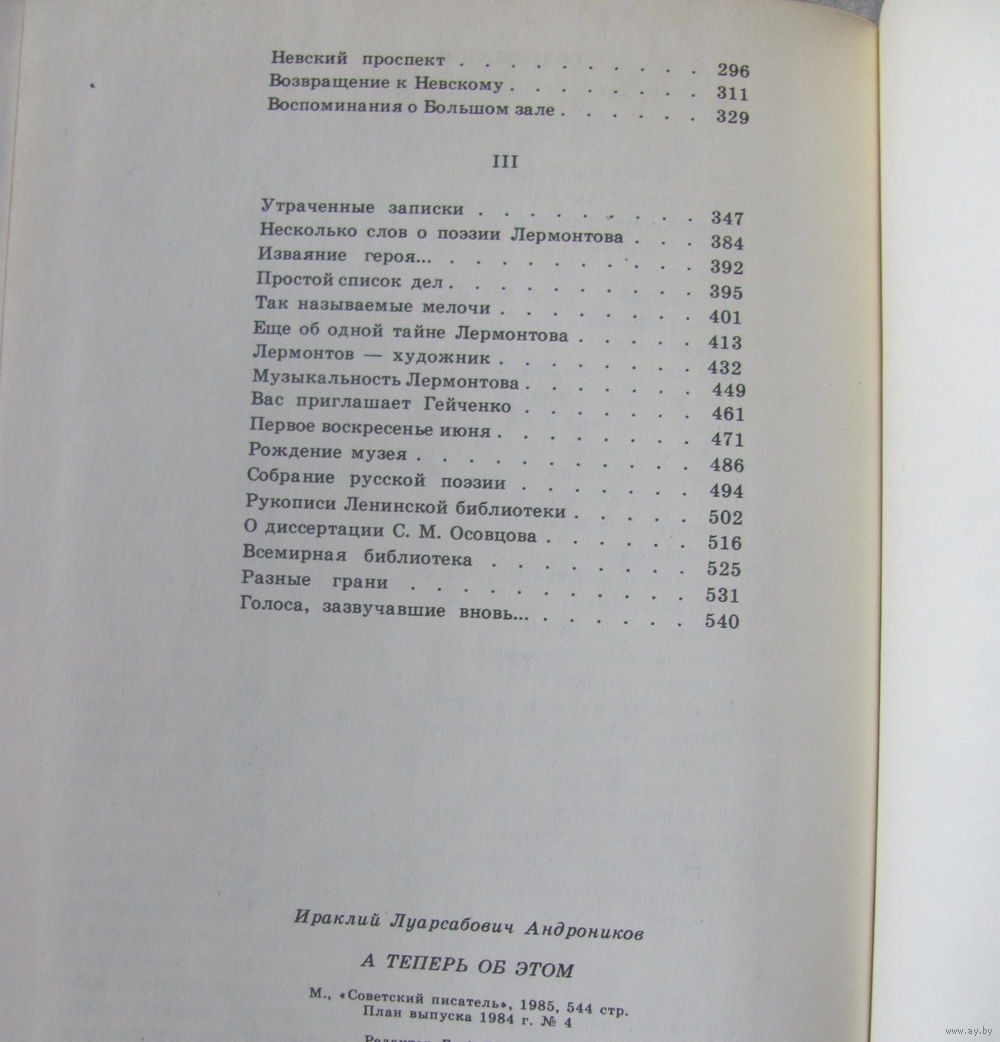 Невский проспект . . . . . . . . . . 296
Возвращение к Невскому . . . . . . . . 311
Воспоминания о Большом зале . . . . . . 329
III
Утраченные записки . . . . . . . . . 347
Несколько слов о поэзии Лермонтова . . . 384
Изваяние героя... . . . . . . . . . . 392
Простой список дел . . . . . . . . . . 395
Так называемые мелочи . . . . . . . . 401
Еще об одной тайне Лермонтова . . . . . 413
Лермонтов — художник . . . . . . . . 432
Музыкальность Лермонтова . . . . . . . 449
Вас приглашает Гейченко . . . . . . . 461
Первое воскресенье июня . . . . . . . . 471
Рождение музея . . . . . . . . . . . 486
Собрание русской поэзии . . . . . . . 494
Рукописи Ленинской библиотеки . . . . . 502
О диссертации С. М. Осовцова . . . . . . 516
Всемирная библиотека . . . . . . . . 525
Разные грани . . . . . . . . . . . 531
Голоса, зазвучавшие вновь... . . . . . . 540
Ираклий Луарсабович Андроников
А ТЕПЕРЬ ОБ ЭТОМ
М., «Советский писатель», 1985, 544 стр.
План выпуска 1984 г. № 4
Редактор
www.ay.by